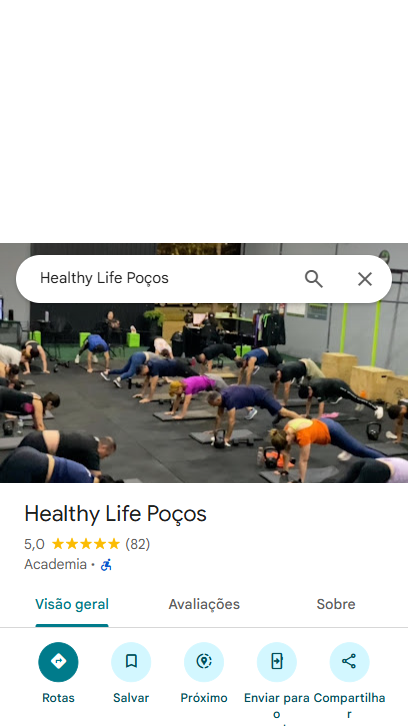 Healthy Life Poços
Healthy Life Poços
5,0 (82)
Academia ·
Visão geral Avaliações Sobre
Rotas Salvar Próximo Enviar para o Compartilhar